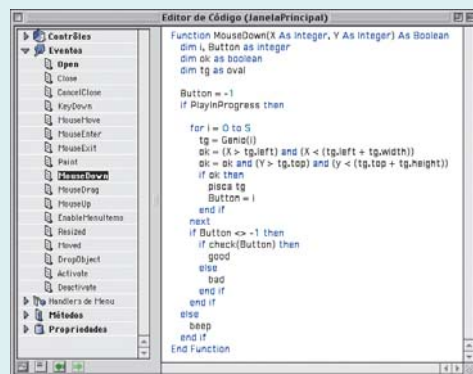 Editor de Código (JanelaPrincipal)
Contrôles
Eventos
Open
Close
CancelClose
KeyDown
MouseMove
MouseEnter
MouseExit
Paint
MouseDown
MouseDrag
MouseUp
EnableMenuItems
Resized
Moved
DropObject
Activate
Deactivate
Handlers de Menu
Métodos
Propriedades
Function MouseDown(X As Integer, Y As Integer) As Boolean
dim i, Button as integer
dim ok as boolean
dim tg as oval
Button = -1
if PlayInProgress then
for i = 0 to 5
tg = Genio(i)
ok = (X > tg.left) and (X < (tg.left + tg.width))
ok = ok and (Y > tg.top) and (y < (tg.top + tg.height))
if ok then
pisca tg
Button = i
end if
next
if Button <> -1 then
if check(Button) then
good
else
bad
end if
end if
else
beep
end if
End Function